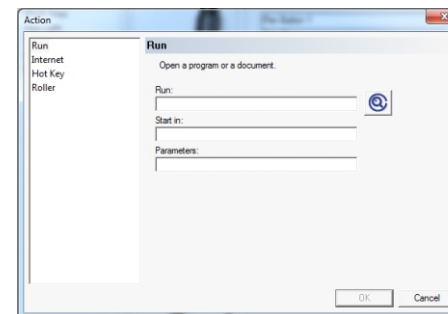 Action
Run
Internet
Hot Key
Roller
Run
Open a program or a document.
Run:
Start in:
Parameters:
OK
Cancel